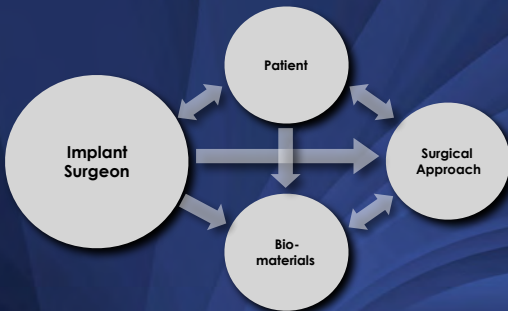 Patient
Implant
Surgeon
Surgical
Approach
Bio-
materials